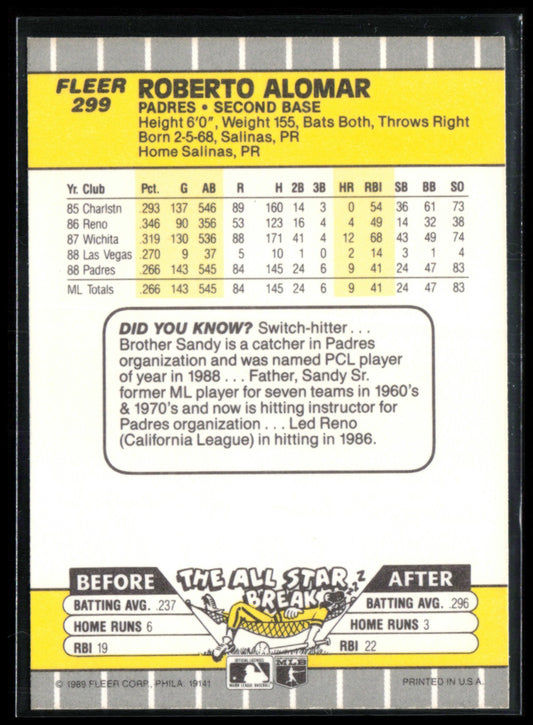 FLEER
299
ROBERTO ALOMAR
PADRES • SECOND BASE
Height 6'0", Weight 155, Bats Both, Throws Right
Born 2-5-68, Salinas, PR
Home Salinas, PR
Yr. Club Pct. G AB R H 2B 3B HR RBI SB BB SO
85 Charlstn .293 137 546 89 160 14 3 0 54 36 61 73
86 Reno .346 90 356 53 123 16 4 4 49 14 32 38
87 Wichita .319 130 536 88 171 41 4 12 68 43 49 74
88 Las Vegas .270 9 37 5 10 1 0 2 14 3 1 4
88 Padres .266 143 545 84 145 24 6 9 41 24 47 83
ML Totals .266 143 545 84 145 24 6 9 41 24 47 83
DID YOU KNOW? Switch-hitter . . .
Brother Sandy is a catcher in Padres
organization and was named PCL player
of year in 1988 . . . Father, Sandy Sr.
former ML player for seven teams in 1960's
& 1970's and now is hitting instructor for
Padres organization . . . Led Reno
(California League) in hitting in 1986.
BEFORE
THE ALL STAR
BREAK
Z
AFTER
BATTING AVG. .237
HOME RUNS 6
RBI 19
BATTING AVG. .296
HOME RUNS 3
RBI 22
OFFICIAL LICENSEE
MAJOR LEAGUE BASEBALL
MLB
© 1989 FLEER CORP., PHILA. 19141
PRINTED IN U.S.A.